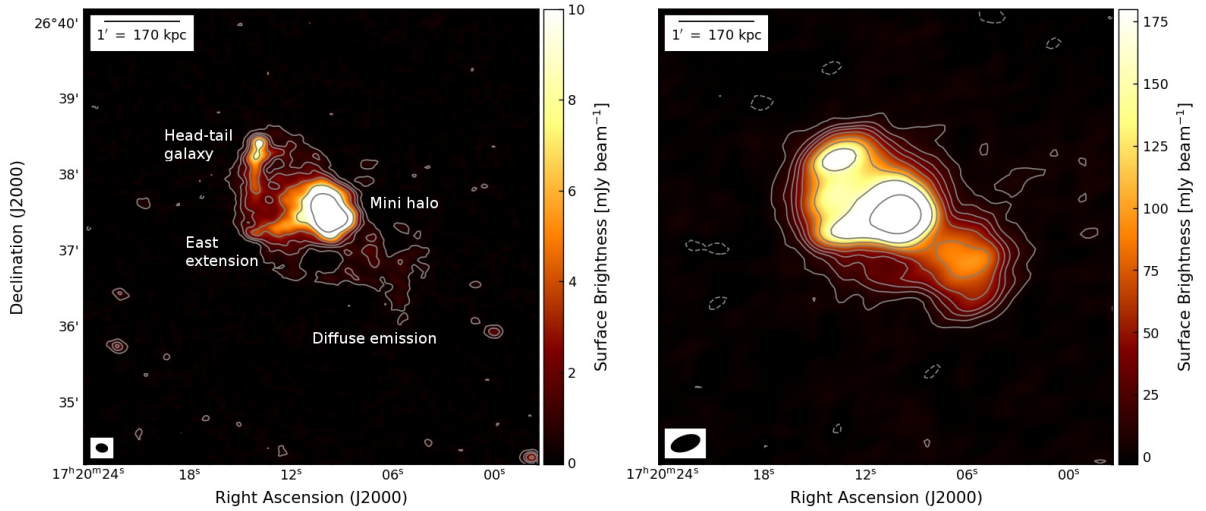 1′ = 170 kpc
Head-tail
galaxy
Mini halo
East
extension
Diffuse emission
26°40'
39'
38'
37'
36'
35'
Declination (J2000)
17ʰ20ᵐ24ˢ
18ˢ
12ˢ
06ˢ
00ˢ
Right Ascension (J2000)
10
8
6
4
2
0
Surface Brightness [mJy beam⁻¹]
1′ = 170 kpc
17ʰ20ᵐ24ˢ
18ˢ
12ˢ
06ˢ
00ˢ
Right Ascension (J2000)
175
150
125
100
75
50
25
0
Surface Brightness [mJy beam⁻¹]